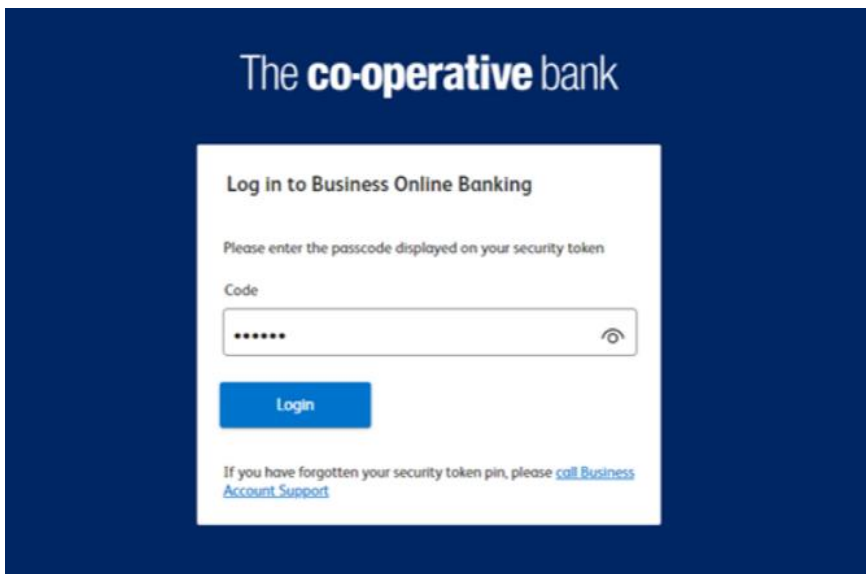 The co-operative bank
Log in to Business Online Banking
Please enter the passcode displayed on your security token
Code
••••••
Login
If you have forgotten your security token pin, please call Business
Account Support